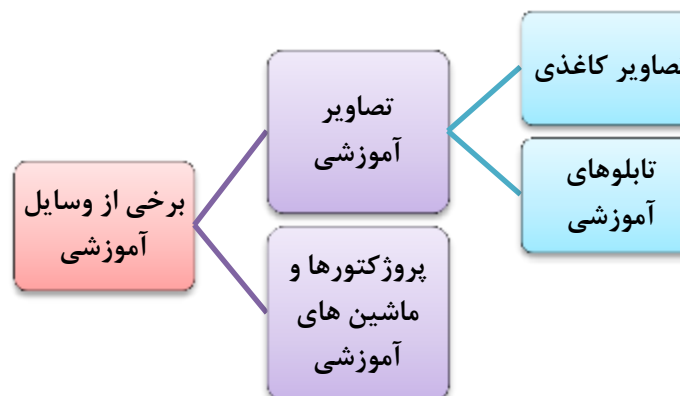 برخی از وسایل
آموزشی
تصاویر
آموزشی
پروژکتورها و
ماشین های
آموزشی
تصاویر کاغذی
تابلوهای
آموزشی